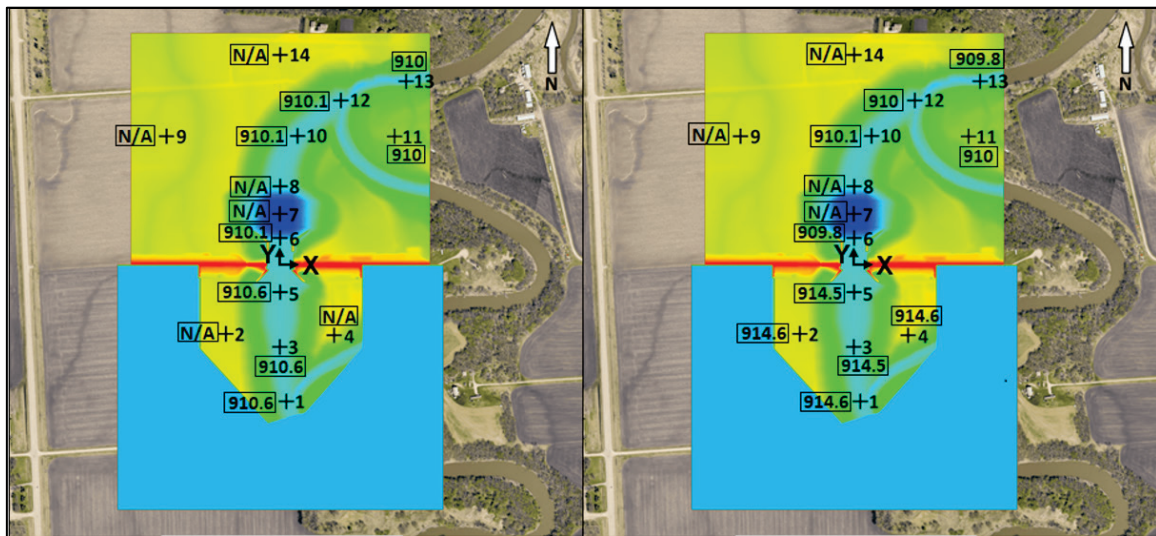 N/A +14
910
+13
910.1 +12
N/A +9
910.1 +10
+11
910
N/A +8
N/A +7
910.1 +6
Y
X
910.6 +5
N/A
N/A +2
+4
+3
910.6
910.6 +1
N
N/A +14
909.8
+13
910 +12
N/A +9
910.1 +10
+11
910
N/A +8
N/A +7
909.8 +6
Y
X
914.5 +5
914.6
914.6 +2
+4
+3
914.5
914.6 +1
N